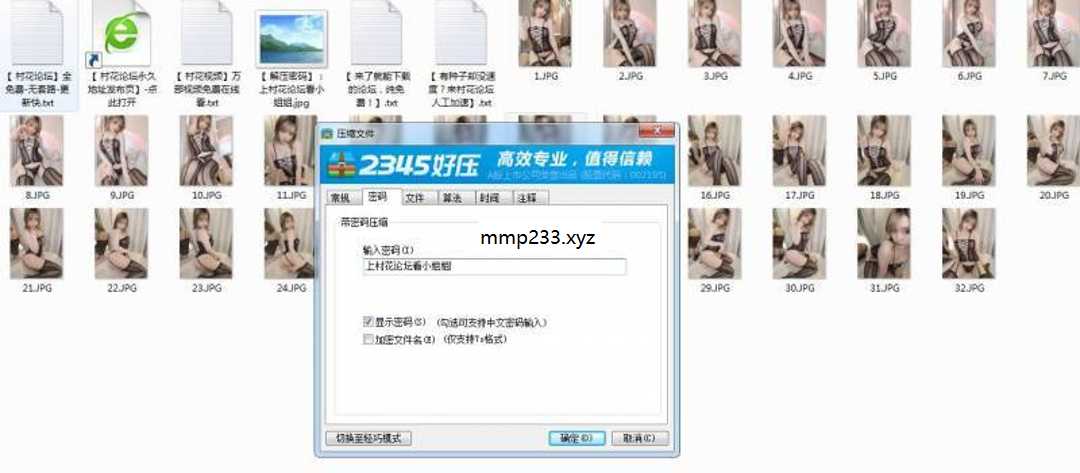 【 村花论坛】全
免费-无套路-更
新快.txt
【 村花论坛永久
地址发布页】-点
此打开
【 村花视频】万
部视频免费在线
看.txt
【 解压密码】：
上村花论坛看小
姐姐.jpg
【 来了就能下载
的论坛，纯免
费！】.txt
【 有种子却没速
度？来村花论坛
人工加速】.txt
1.JPG
2.JPG
3.JPG
4.JPG
5.JPG
6.JPG
7.JPG
8.JPG
9.JPG
10.JPG
11.JPG
16.JPG
17.JPG
18.JPG
19.JPG
20.JPG
21.JPG
22.JPG
23.JPG
24.JPG
29.JPG
30.JPG
31.JPG
32.JPG
压缩文件
2345好压
高效专业，值得信赖
A股上市公司荣誉出品 (股票代码：002195)
常规 密码 文件 算法 时间 注释
带密码压缩
mmp233.xyz
输入密码(I)
上村花论坛看小姐姐
显示密码(S) (勾选可支持中文密码输入)
加密文件名(E) (仅支持7z格式)
切换至轻巧模式
确定(O)
取消(C)